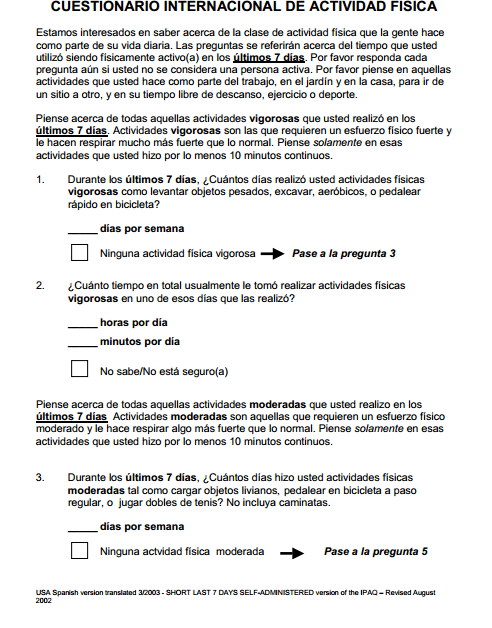 CUESTIONARIO INTERNACIONAL DE ACTIVIDAD FÍSICA
Estamos interesados en saber acerca de la clase de actividad física que la gente hace
como parte de su vida diaria. Las preguntas se referirán acerca del tiempo que usted
utilizó siendo físicamente activo(a) en los últimos 7 días. Por favor responda cada
pregunta aún si usted no se considera una persona activa. Por favor piense en aquellas
actividades que usted hace como parte del trabajo, en el jardín y en la casa, para ir de
un sitio a otro, y en su tiempo libre de descanso, ejercicio o deporte.
Piense acerca de todas aquellas actividades vigorosas que usted realizó en los
últimos 7 días. Actividades vigorosas son las que requieren un esfuerzo físico fuerte y
le hacen respirar mucho más fuerte que lo normal. Piense solamente en esas
actividades que usted hizo por lo menos 10 minutos continuos.
1. Durante los últimos 7 días, ¿Cuántos días realizó usted actividades físicas
vigorosas como levantar objetos pesados, excavar, aeróbicos, o pedalear
rápido en bicicleta?
_____ días por semana
Ninguna actividad física vigorosa Pase a la pregunta 3
2. ¿Cuánto tiempo en total usualmente le tomó realizar actividades físicas
vigorosas en uno de esos días que las realizó?
_____ horas por día
_____ minutos por día
No sabe/No está seguro(a)
Piense acerca de todas aquellas actividades moderadas que usted realizo en los
últimos 7 días Actividades moderadas son aquellas que requieren un esfuerzo físico
moderado y le hace respirar algo más fuerte que lo normal. Piense solamente en esas
actividades que usted hizo por lo menos 10 minutos continuos.
3. Durante los últimos 7 días, ¿Cuántos días hizo usted actividades físicas
moderadas tal como cargar objetos livianos, pedalear en bicicleta a paso
regular, o jugar dobles de tenis? No incluya caminatas.
_____ días por semana
Ninguna actvidad física moderada Pase a la pregunta 5
USA Spanish version translated 3/2003 - SHORT LAST 7 DAYS SELF-ADMINISTERED version of the IPAQ – Revised August
2002